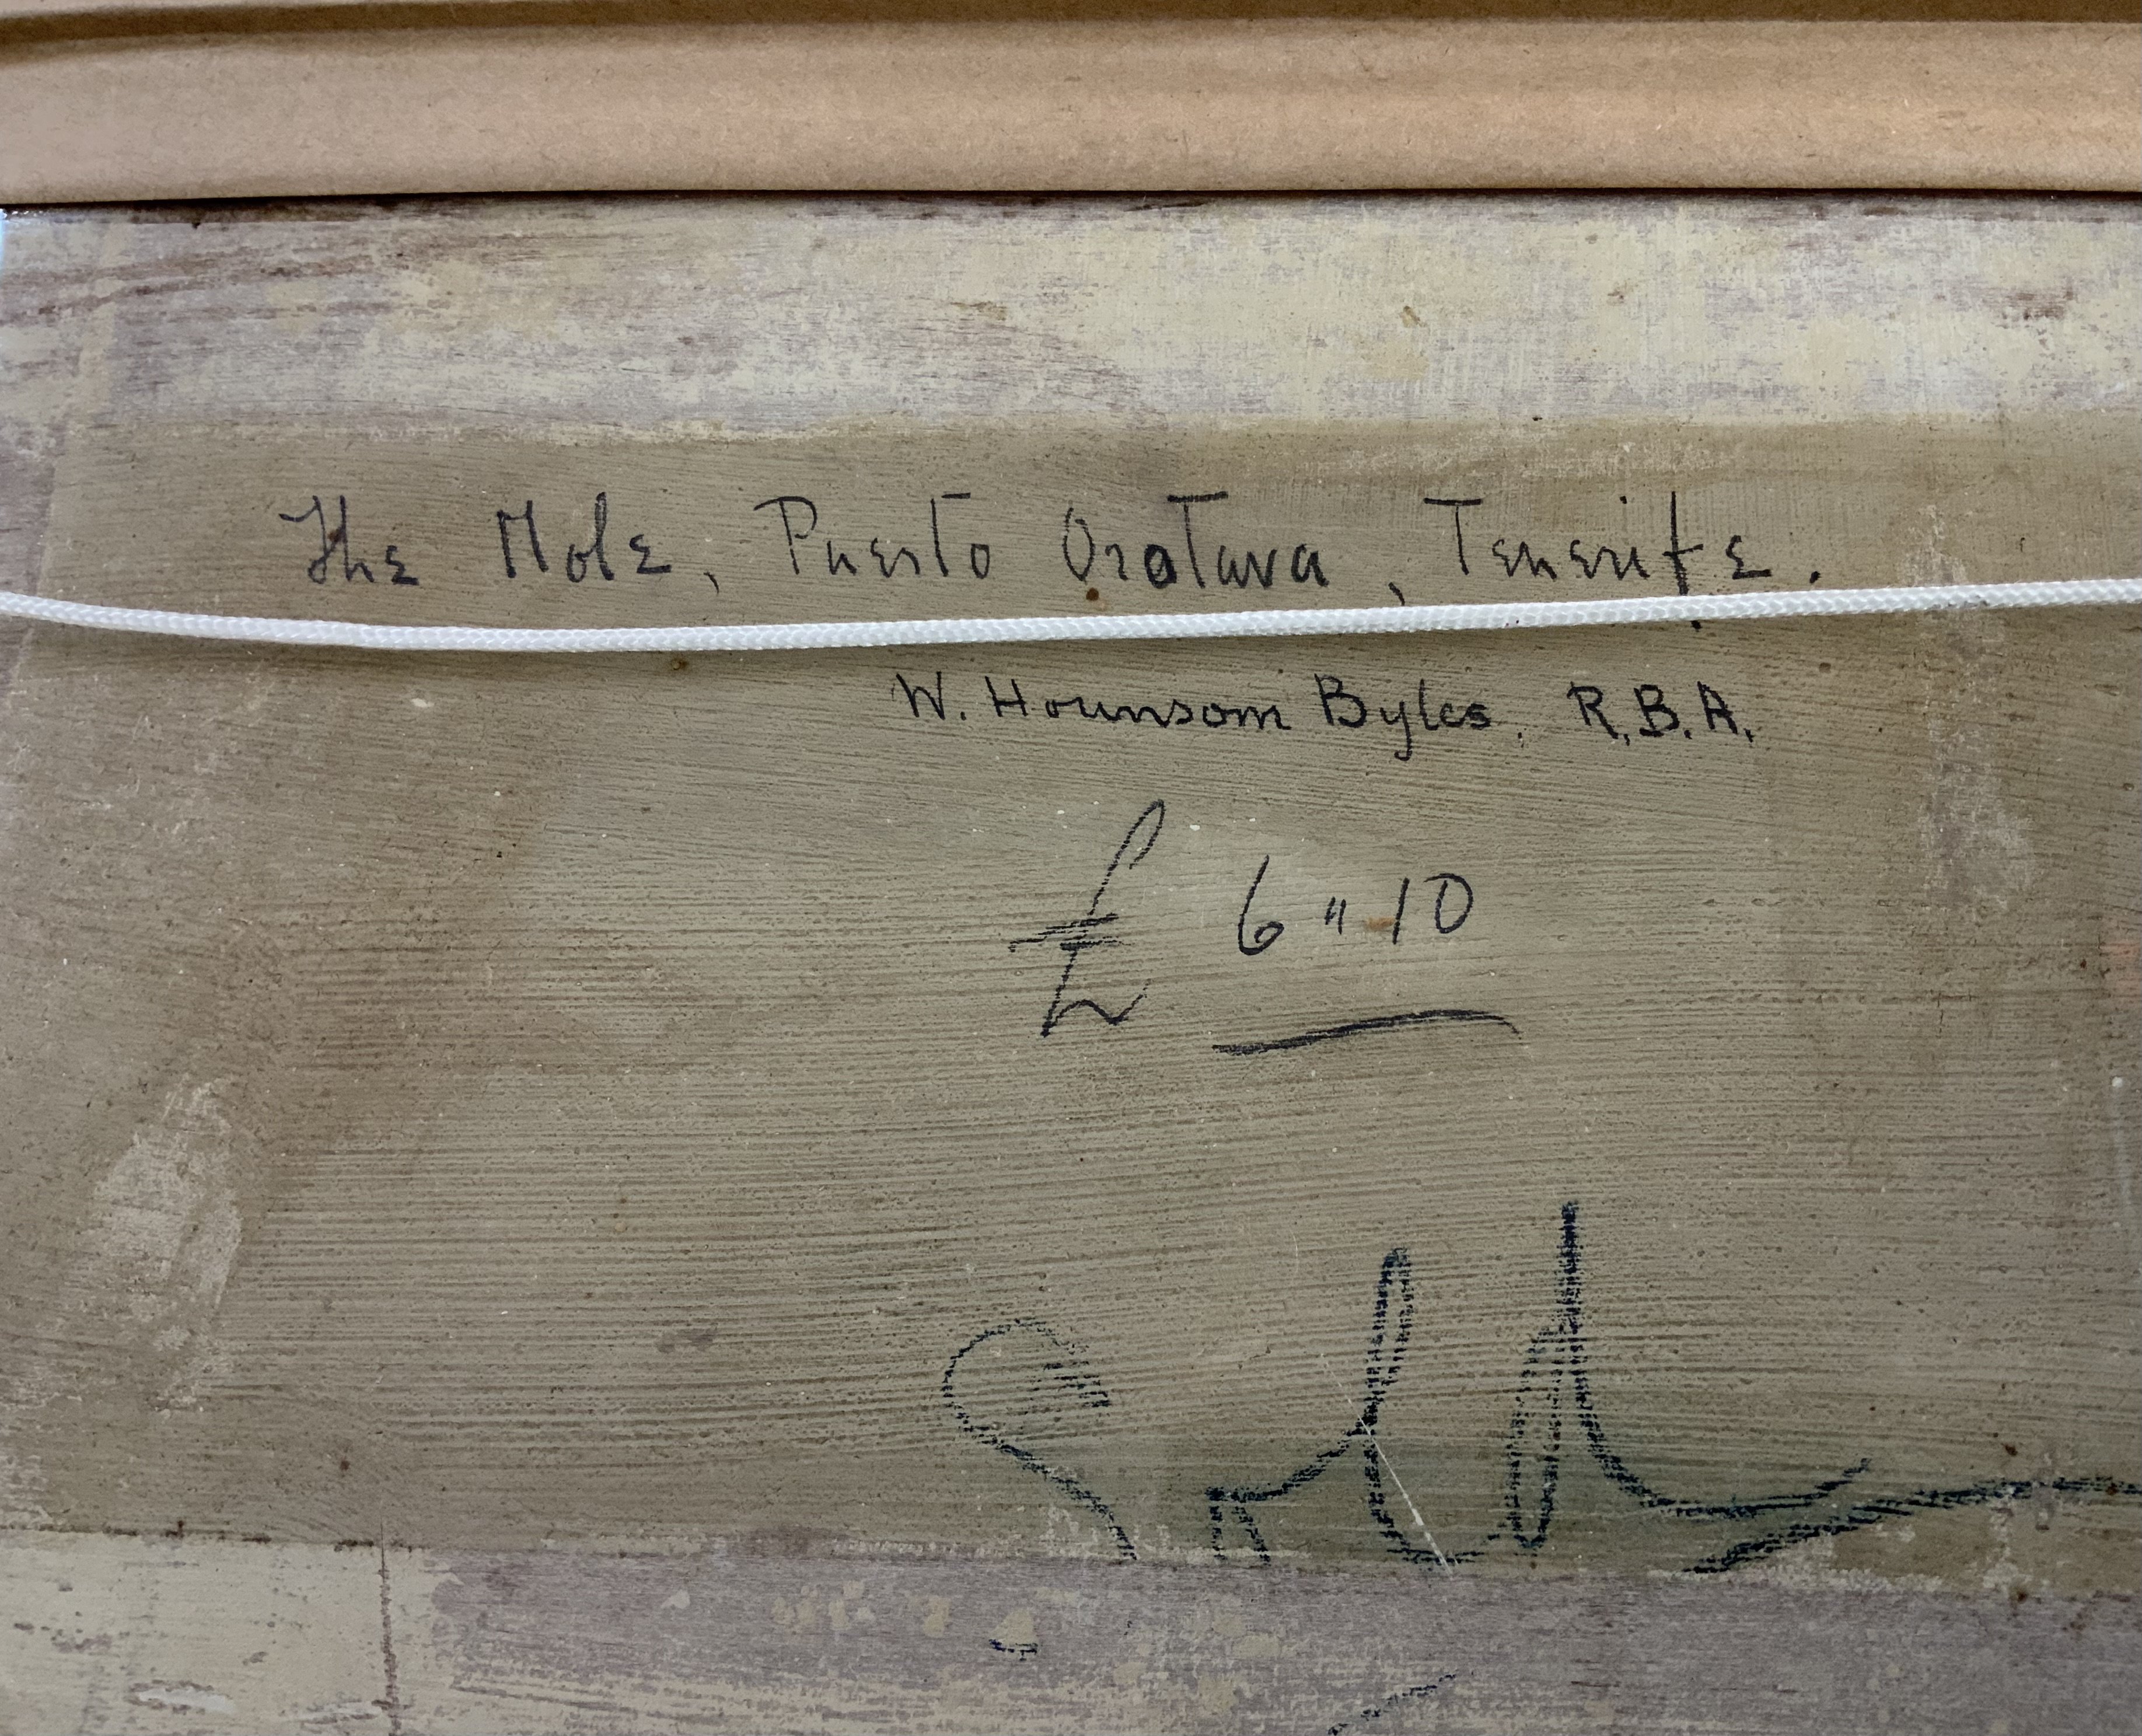 The Mole, Puerto Orotava, Tenerife.
W. Hounsom Byles, R.B.A.
£ 6"10